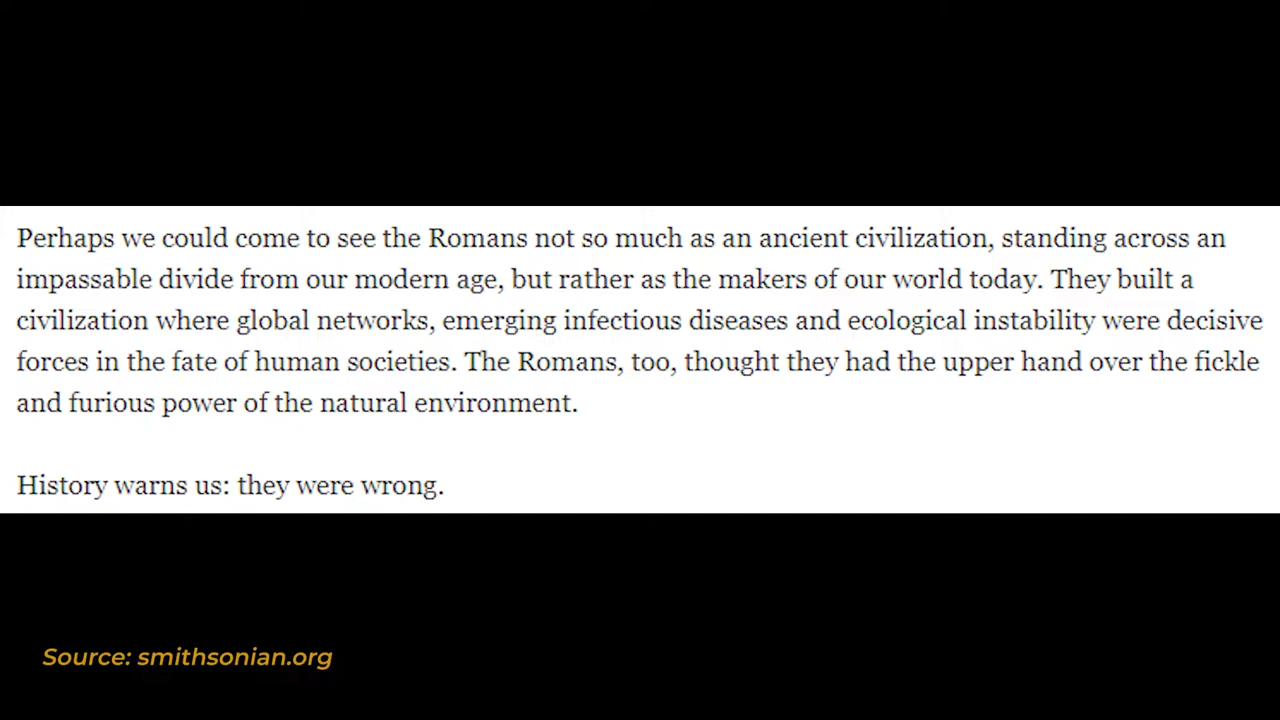 Perhaps we could come to see the Romans not so much as an ancient civilization, standing across an
impassable divide from our modern age, but rather as the makers of our world today. They built a
civilization where global networks, emerging infectious diseases and ecological instability were decisive
forces in the fate of human societies. The Romans, too, thought they had the upper hand over the fickle
and furious power of the natural environment.
History warns us: they were wrong.
Source: smithsonian.org